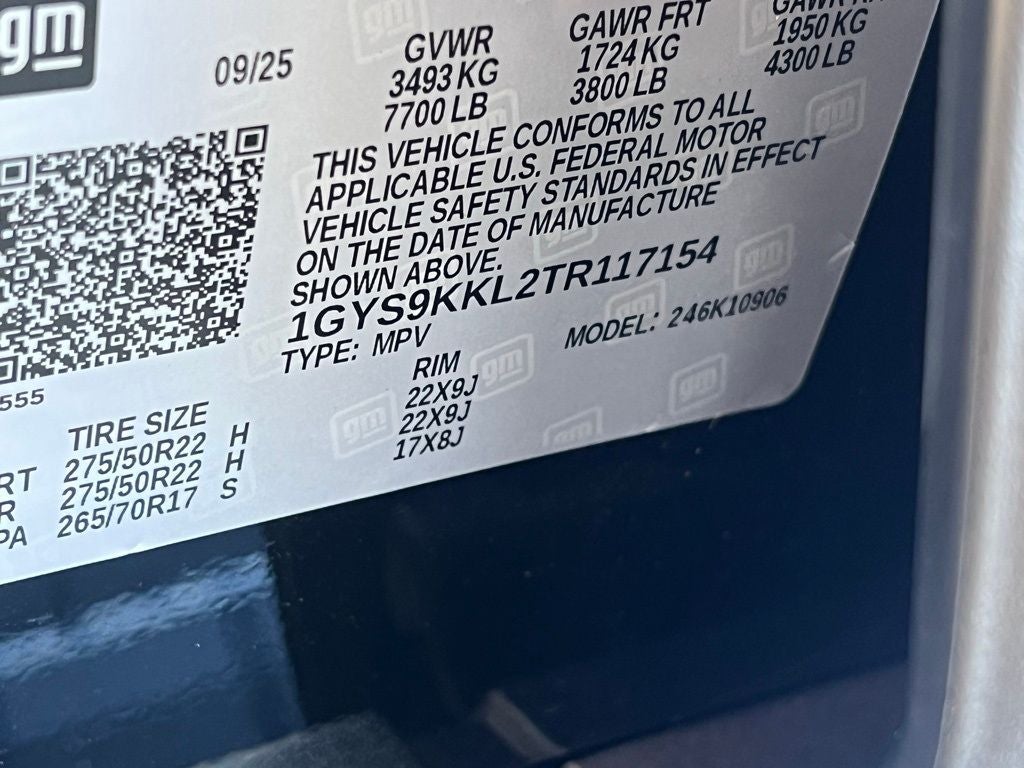 gm
09/25
GVWR
3493 KG
7700 LB
GAWR FRT
1724 KG
3800 LB
GAWR
1950 KG
4300 LB
THIS VEHICLE CONFORMS TO ALL
APPLICABLE U.S. FEDERAL MOTOR
VEHICLE SAFETY STANDARDS IN EFFECT
ON THE DATE OF MANUFACTURE
SHOWN ABOVE.
1GYS9KKL2TR117154
TYPE: MPV
MODEL: 246K10906
555
TIRE SIZE
RIM
RT 275/50R22 H 22X9J
R 275/50R22 H 22X9J
PA 265/70R17 S 17X8J